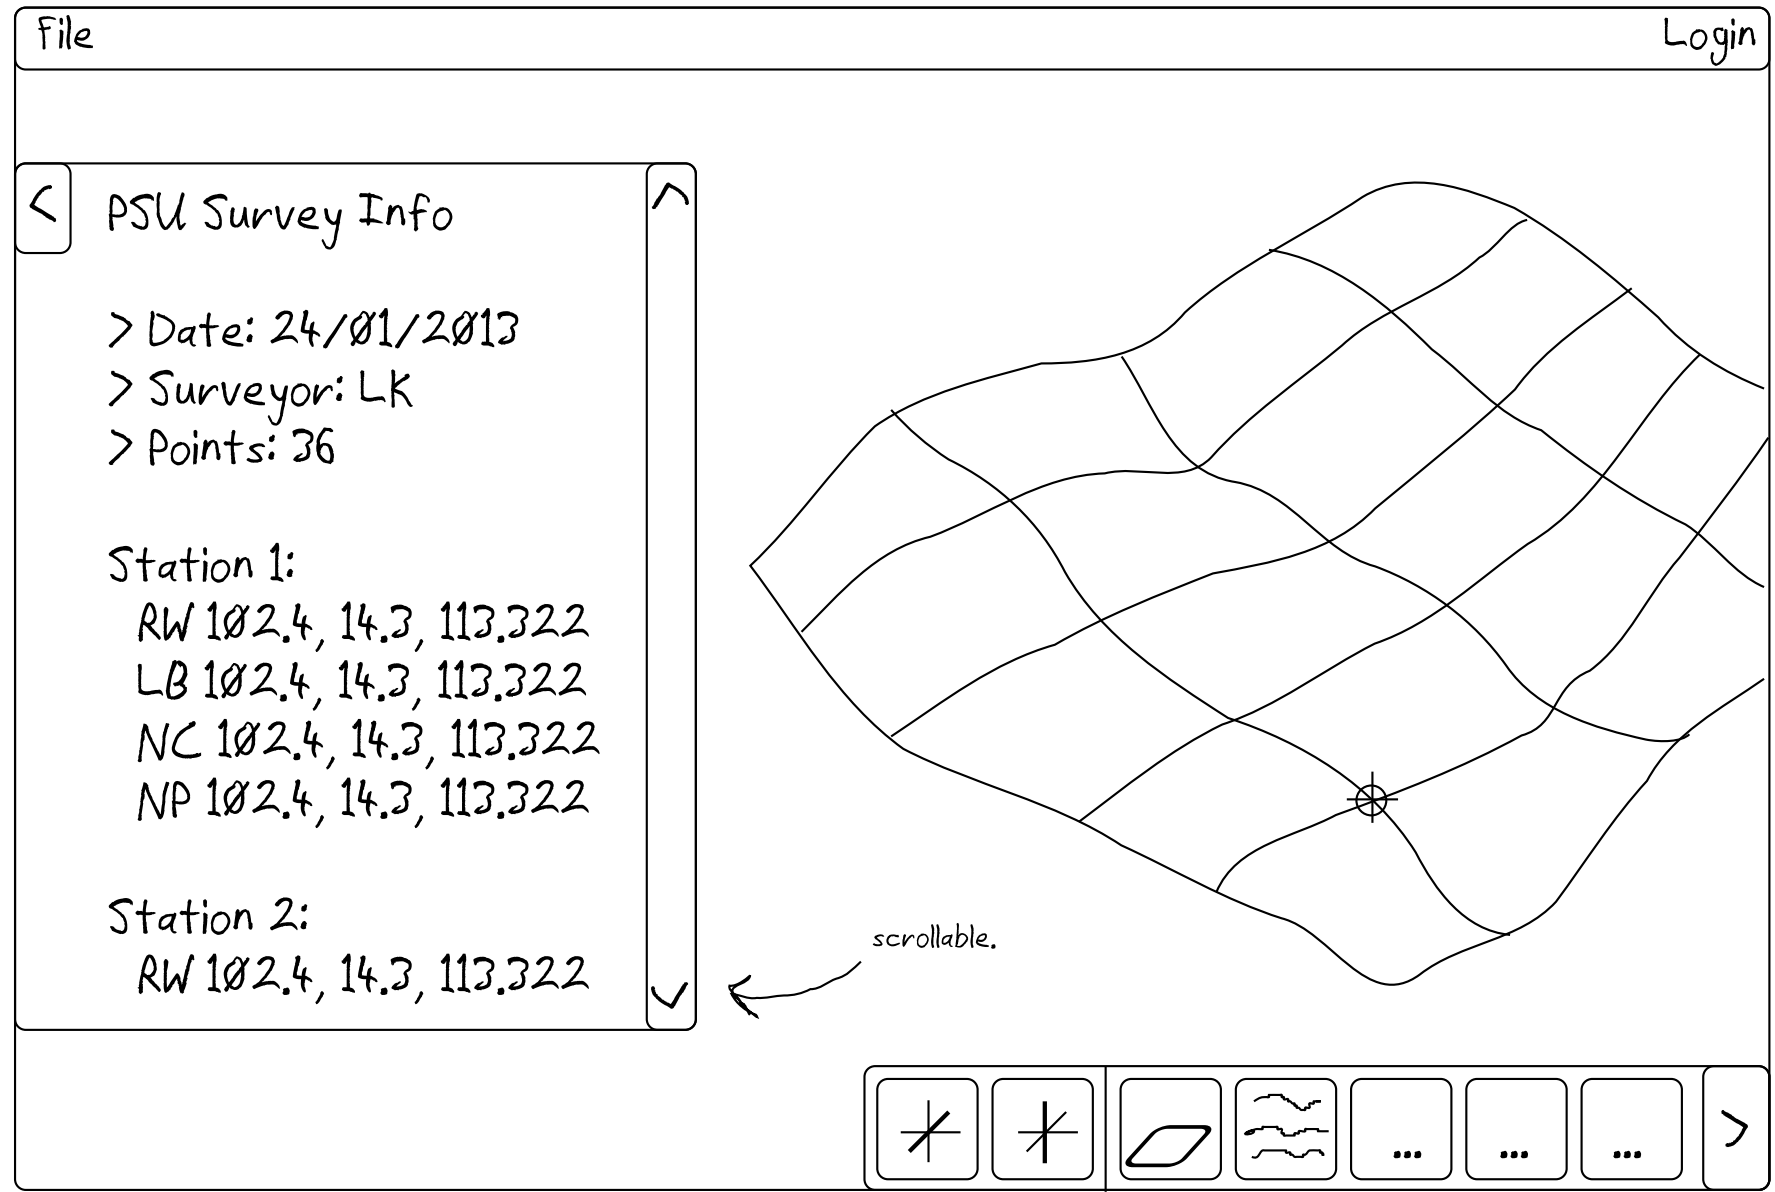 File
Login
PSU Survey Info
> Date: 24/01/2013
> Surveyor: LK
> Points: 36
Station 1:
RW 102.4, 14.3, 113.322
LB 102.4, 14.3, 113.322
NC 102.4, 14.3, 113.322
NP 102.4, 14.3, 113.322
Station 2:
RW 102.4, 14.3, 113.322
scrollable.
...
...
...